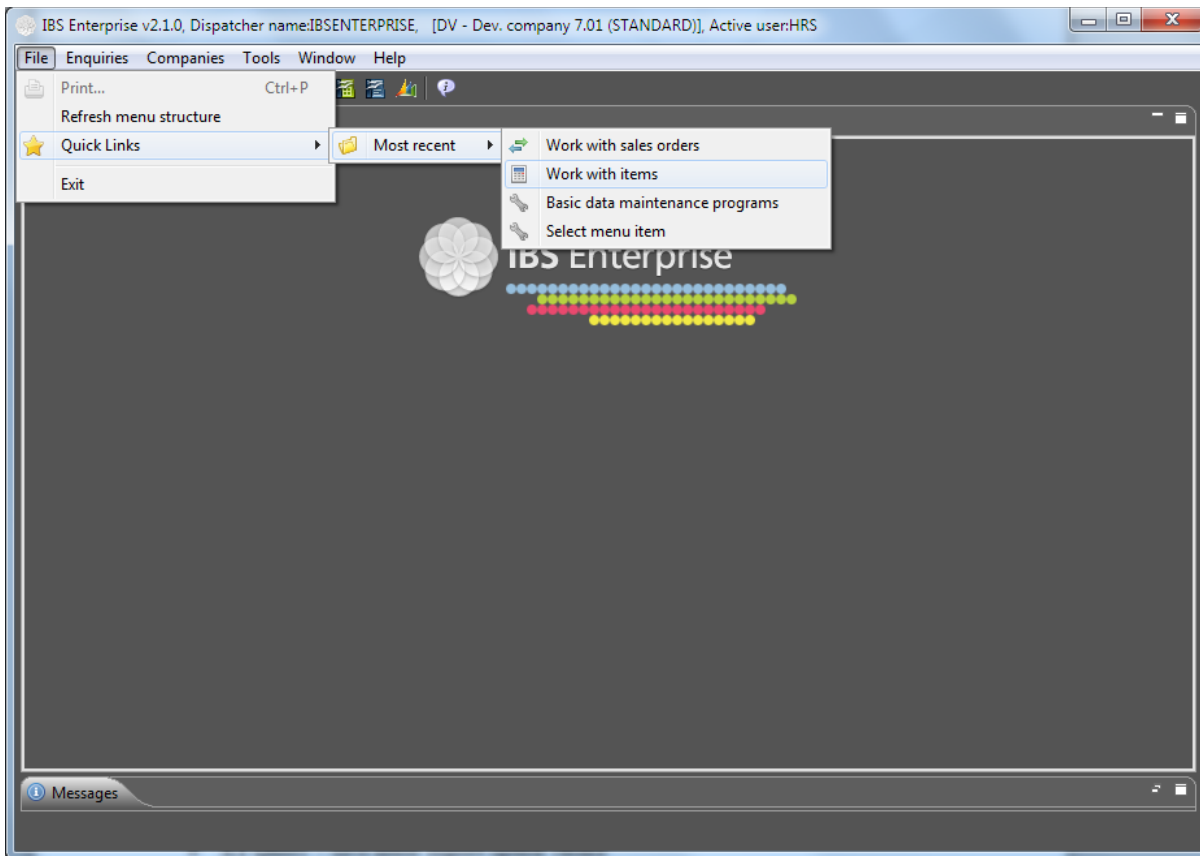 IBS Enterprise v2.1.0, Dispatcher name:IBSENTERPRISE, [DV - Dev. company 7.01 (STANDARD)], Active user:HRS
File Enquiries Companies Tools Window Help
Print... Ctrl+P
Refresh menu structure
Quick Links
Most recent
Work with sales orders
Work with items
Basic data maintenance programs
Select menu item
Exit
IBS Enterprise
Messages